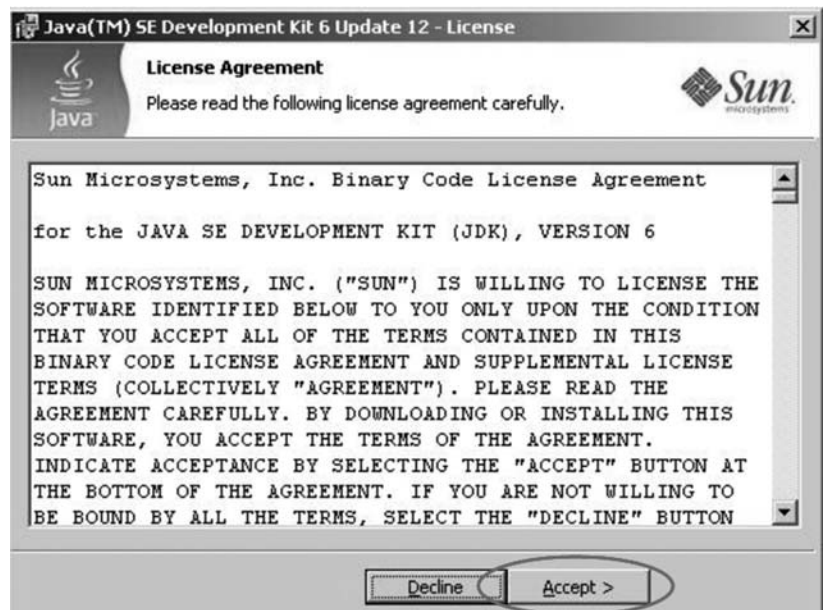 Java(TM) SE Development Kit 6 Update 12 - License
License Agreement
Please read the following license agreement carefully.
Java
Sun
microsystems
Sun Microsystems, Inc. Binary Code License Agreement
for the JAVA SE DEVELOPMENT KIT (JDK), VERSION 6
SUN MICROSYSTEMS, INC. ("SUN") IS WILLING TO LICENSE THE
SOFTWARE IDENTIFIED BELOW TO YOU ONLY UPON THE CONDITION
THAT YOU ACCEPT ALL OF THE TERMS CONTAINED IN THIS
BINARY CODE LICENSE AGREEMENT AND SUPPLEMENTAL LICENSE
TERMS (COLLECTIVELY "AGREEMENT"). PLEASE READ THE
AGREEMENT CAREFULLY. BY DOWNLOADING OR INSTALLING THIS
SOFTWARE, YOU ACCEPT THE TERMS OF THE AGREEMENT.
INDICATE ACCEPTANCE BY SELECTING THE "ACCEPT" BUTTON AT
THE BOTTOM OF THE AGREEMENT. IF YOU ARE NOT WILLING TO
BE BOUND BY ALL THE TERMS, SELECT THE "DECLINE" BUTTON
Decline
Accept >